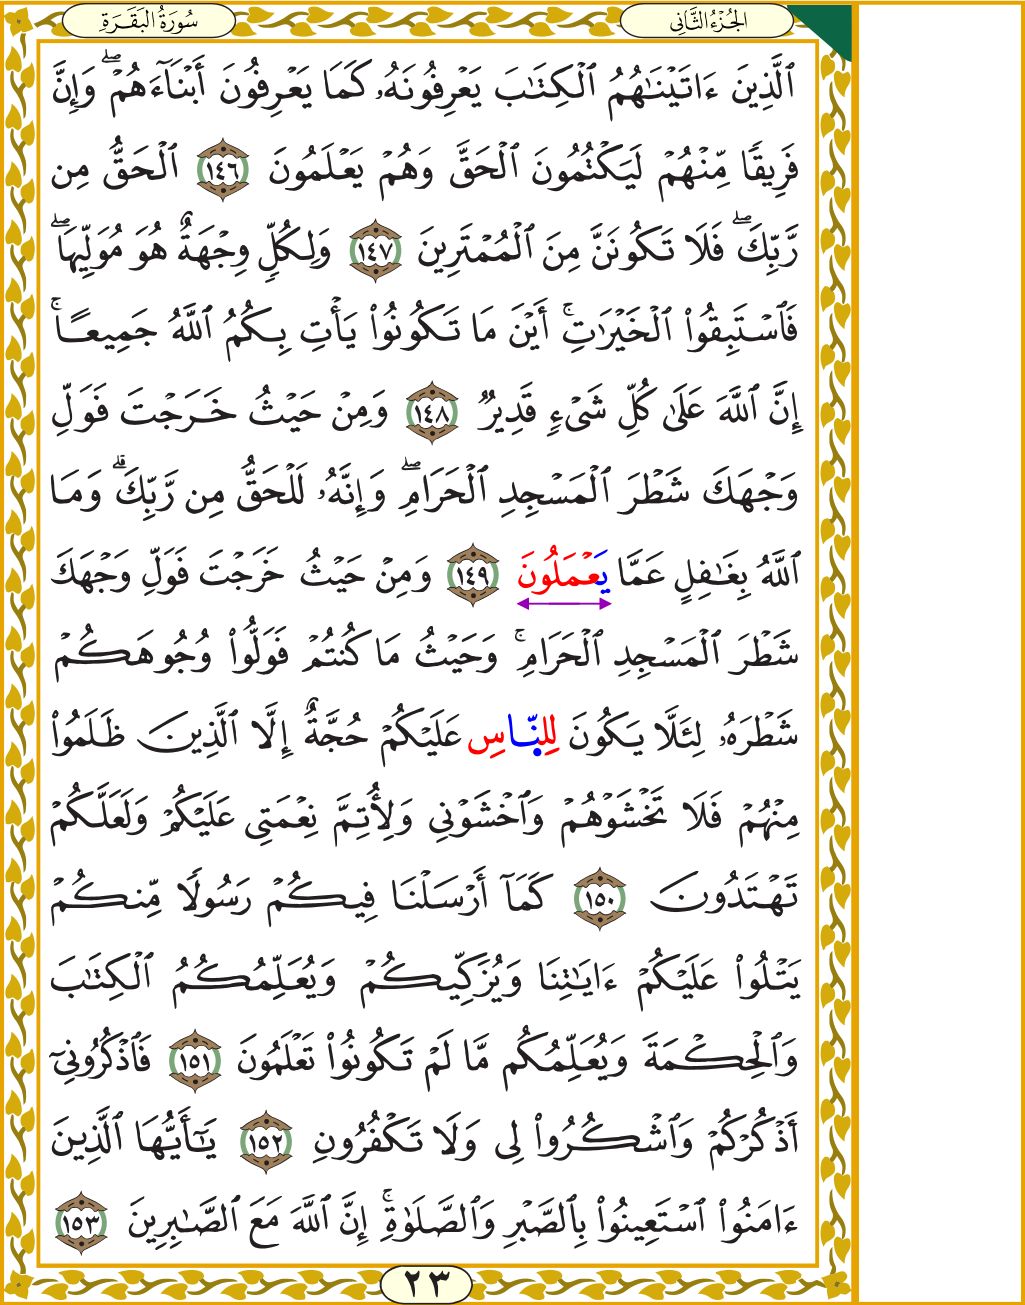 الجُزْءُ الثَّانِي
سُورَةُ البَقَرَةِ
ٱلَّذِينَ ءَاتَيْنَٰهُمُ ٱلْكِتَٰبَ يَعْرِفُونَهُۥ كَمَا يَعْرِفُونَ أَبْنَآءَهُمْۖ وَإِنَّ
فَرِيقًا مِّنْهُمْ لَيَكْتُمُونَ ٱلْحَقَّ وَهُمْ يَعْلَمُونَ ١٤٦ ٱلْحَقُّ مِن
رَّبِّكَۖ فَلَا تَكُونَنَّ مِنَ ٱلْمُمْتَرِينَ ١٤٧ وَلِكُلٍّ وِجْهَةٌ هُوَ مُوَلِّيهَاۖ
فَٱسْتَبِقُوا۟ ٱلْخَيْرَٰتِۚ أَيْنَ مَا تَكُونُوا۟ يَأْتِ بِكُمُ ٱللَّهُ جَمِيعًاۚ
إِنَّ ٱللَّهَ عَلَىٰ كُلِّ شَىْءٍ قَدِيرٌ ١٤٨ وَمِنْ حَيْثُ خَرَجْتَ فَوَلِّ
وَجْهَكَ شَطْرَ ٱلْمَسْجِدِ ٱلْحَرَامِۖ وَإِنَّهُۥ لَلْحَقُّ مِن رَّبِّكَۗ وَمَا
ٱللَّهُ بِغَٰفِلٍ عَمَّا يَعْمَلُونَ ١٤٩ وَمِنْ حَيْثُ خَرَجْتَ فَوَلِّ وَجْهَكَ
شَطْرَ ٱلْمَسْجِدِ ٱلْحَرَامِۚ وَحَيْثُ مَا كُنتُمْ فَوَلُّوا۟ وُجُوهَكُمْ
شَطْرَهُۥ لِئَلَّا يَكُونَ لِلنَّاسِ عَلَيْكُمْ حُجَّةٌ إِلَّا ٱلَّذِينَ ظَلَمُوا۟
مِنْهُمْ فَلَا تَخْشَوْهُمْ وَٱخْشَوْنِى وَلِأُتِمَّ نِعْمَتِى عَلَيْكُمْ وَلَعَلَّكُمْ
تَهْتَدُونَ ١٥٠ كَمَآ أَرْسَلْنَا فِيكُمْ رَسُولًا مِّنكُمْ
يَتْلُوا۟ عَلَيْكُمْ ءَايَٰتِنَا وَيُزَكِّيكُمْ وَيُعَلِّمُكُمُ ٱلْكِتَٰبَ
وَٱلْحِكْمَةَ وَيُعَلِّمُكُم مَّا لَمْ تَكُونُوا۟ تَعْلَمُونَ ١٥١ فَٱذْكُرُونِىٓ
أَذْكُرْكُمْ وَٱشْكُرُوا۟ لِى وَلَا تَكْفُرُونِ ١٥٢ يَٰٓأَيُّهَا ٱلَّذِينَ
ءَامَنُوا۟ ٱسْتَعِينُوا۟ بِٱلصَّبْرِ وَٱلصَّلَوٰةِۚ إِنَّ ٱللَّهَ مَعَ ٱلصَّٰبِرِينَ ١٥٣
٢٣